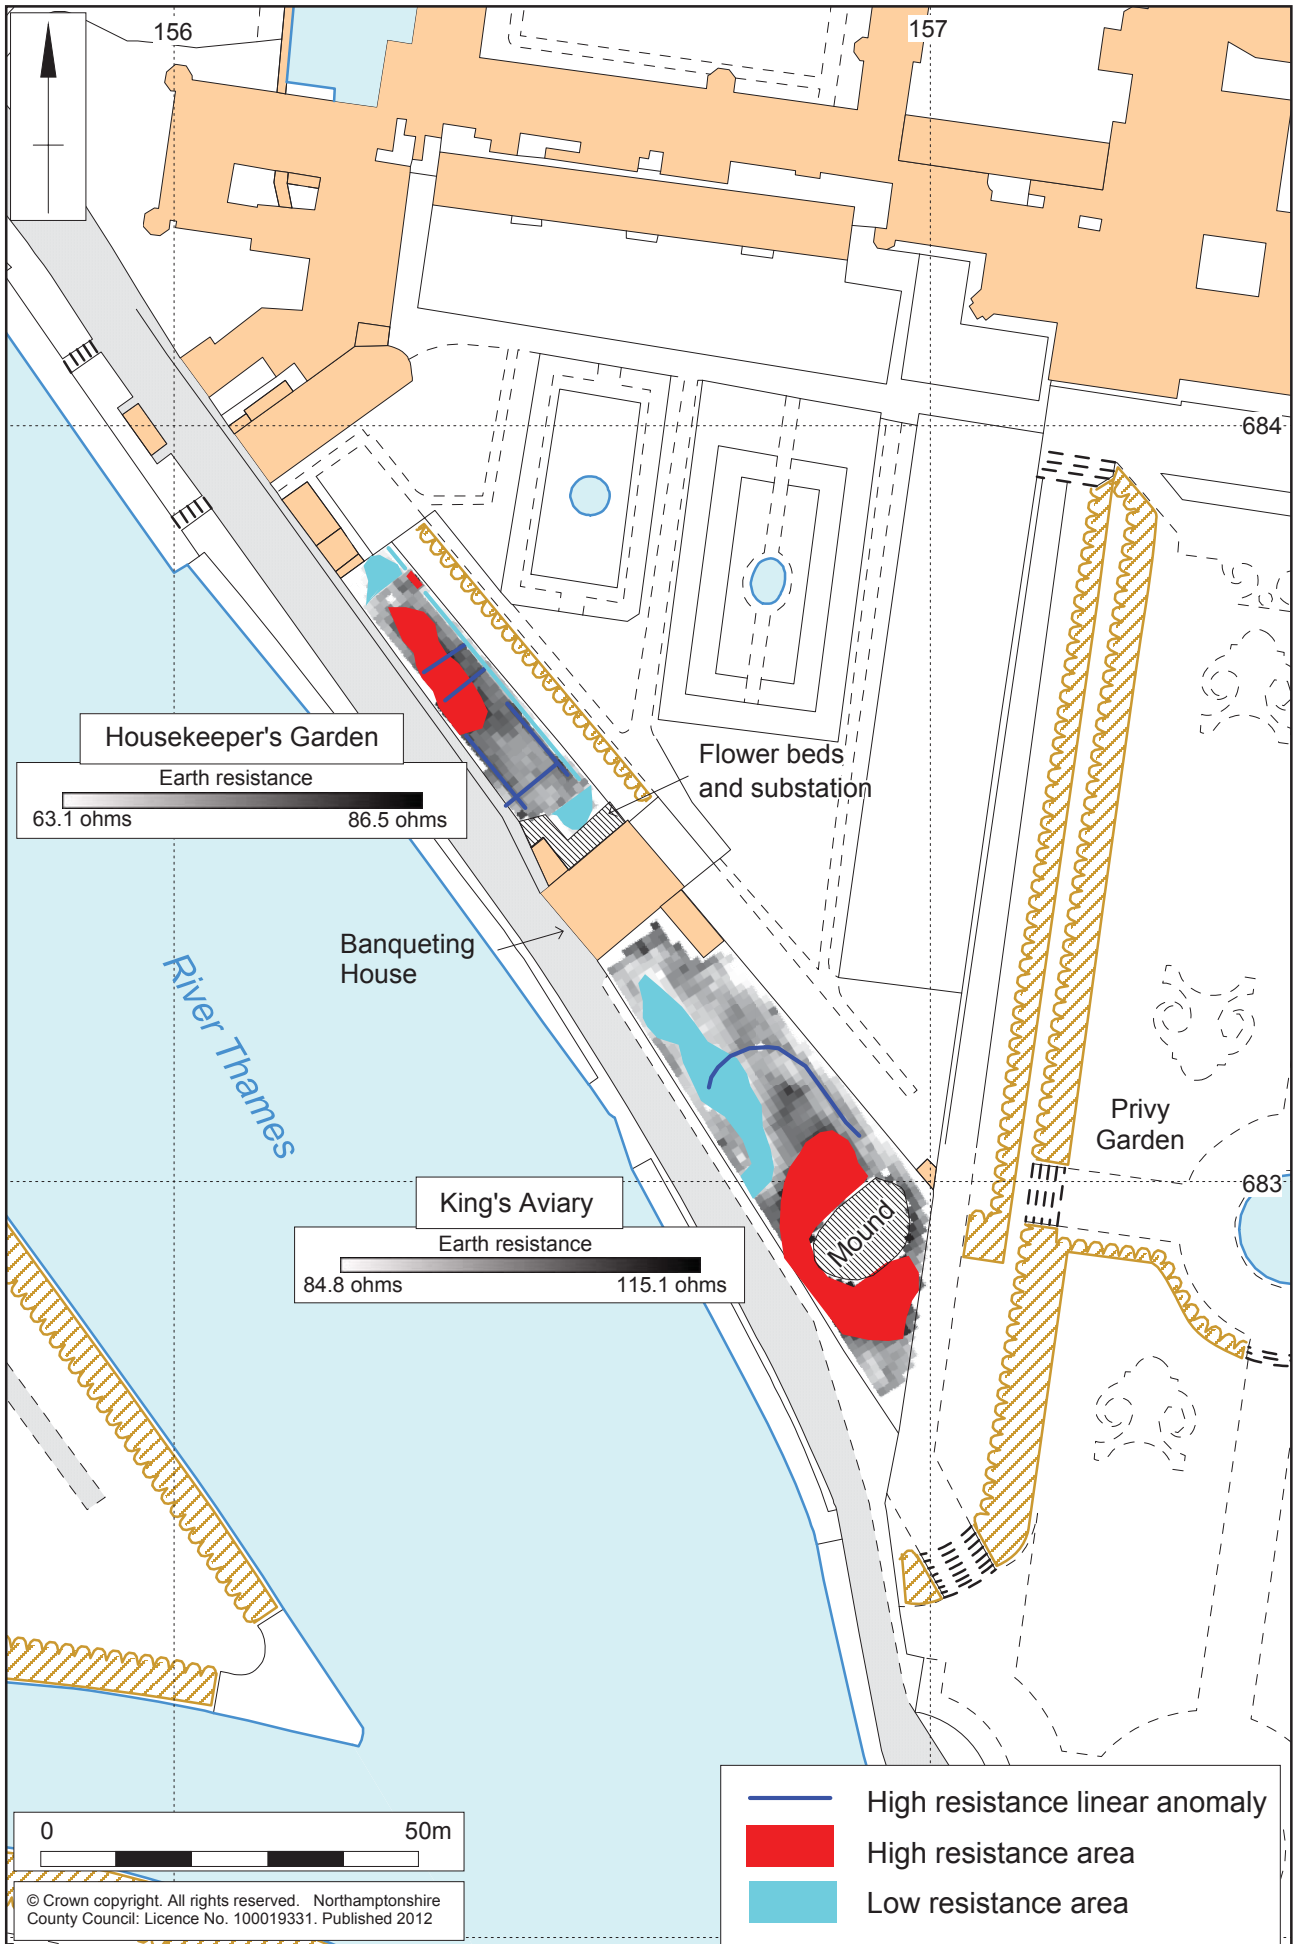 156
157
684
Housekeeper's Garden
Earth resistance
63.1 ohms 86.5 ohms
Flower beds
and substation
Banqueting
House
River Thames
Privy
Garden
683
King's Aviary
Earth resistance
84.8 ohms 115.1 ohms
Mound
0 50m
© Crown copyright. All rights reserved. Northamptonshire
County Council: Licence No. 100019331. Published 2012
High resistance linear anomaly
High resistance area
Low resistance area